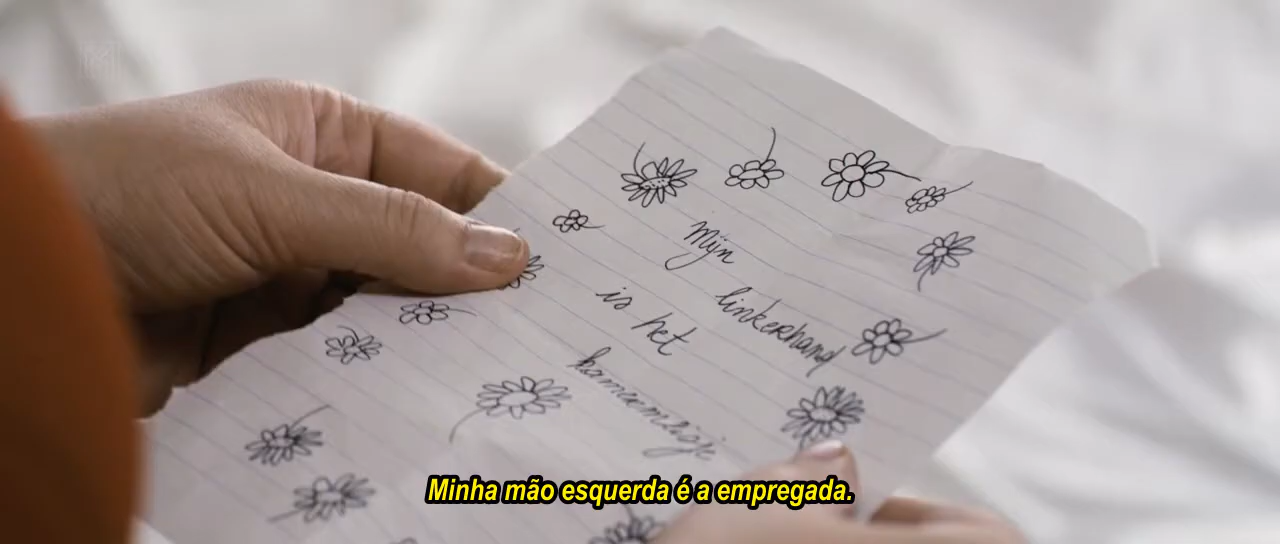 Mijn
linkerhand
is het
kamermeisje
Minha mão esquerda é a empregada.